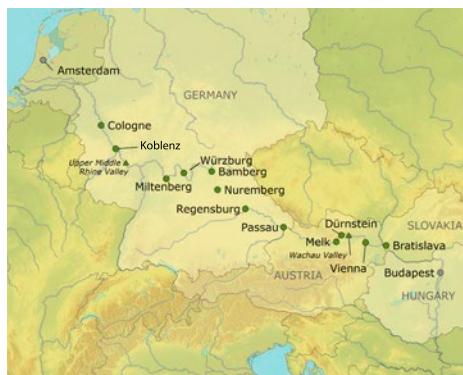 Amsterdam
GERMANY
Cologne
Koblenz
Upper Middle
Rhine Valley
Würzburg
Bamberg
Miltenberg
Nuremberg
Regensburg
Passau
Dürnstein
SLOVAKIA
Melk
Bratislava
Wachau Valley
Vienna
AUSTRIA
Budapest
HUNGARY